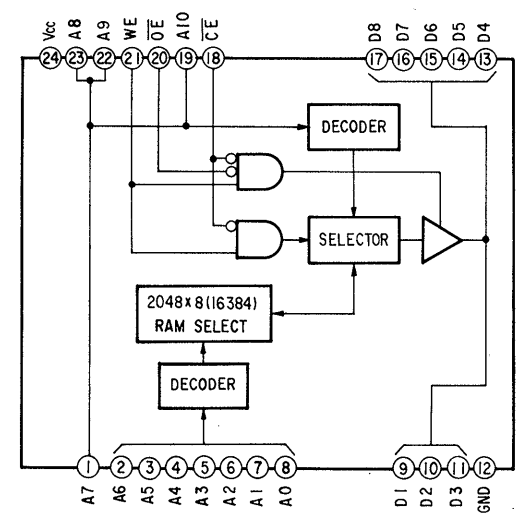 Vcc A8 A9 WE OE A10 CE
24 23 22 21 20 19 18
D8 D7 D6 D5 D4
17 16 15 14 13
DECODER
SELECTOR
2048×8(16384)
RAM SELECT
DECODER
1 2 3 4 5 6 7 8
A7 A6 A5 A4 A3 A2 A1 A0
9 10 11 12
D1 D2 D3 GND